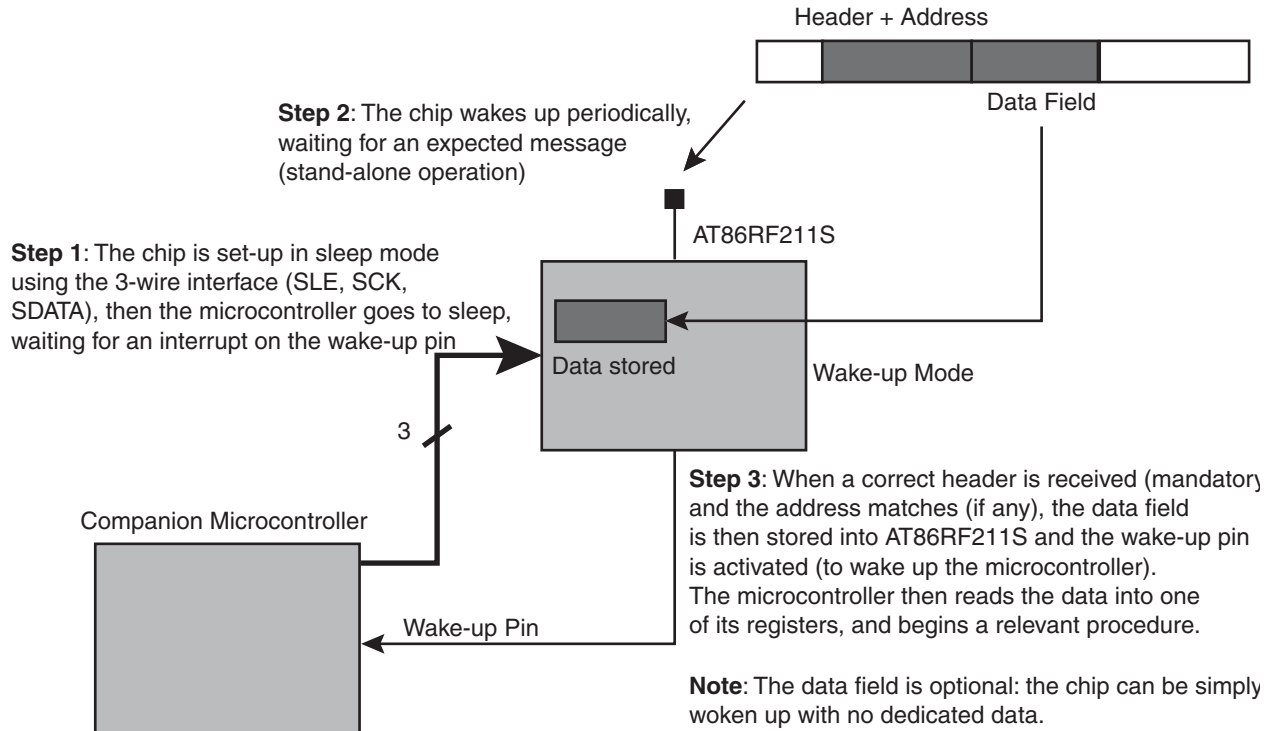 Header + Address
Data Field
Step 2: The chip wakes up periodically,
waiting for an expected message
(stand-alone operation)
AT86RF211S
Step 1: The chip is set-up in sleep mode
using the 3-wire interface (SLE, SCK,
SDATA), then the microcontroller goes to sleep,
waiting for an interrupt on the wake-up pin
Data stored
Wake-up Mode
3
Step 3: When a correct header is received (mandatory
and the address matches (if any), the data field
is then stored into AT86RF211S and the wake-up pin
is activated (to wake up the microcontroller).
The microcontroller then reads the data into one
of its registers, and begins a relevant procedure.
Companion Microcontroller
Wake-up Pin
Note: The data field is optional: the chip can be simply
woken up with no dedicated data.